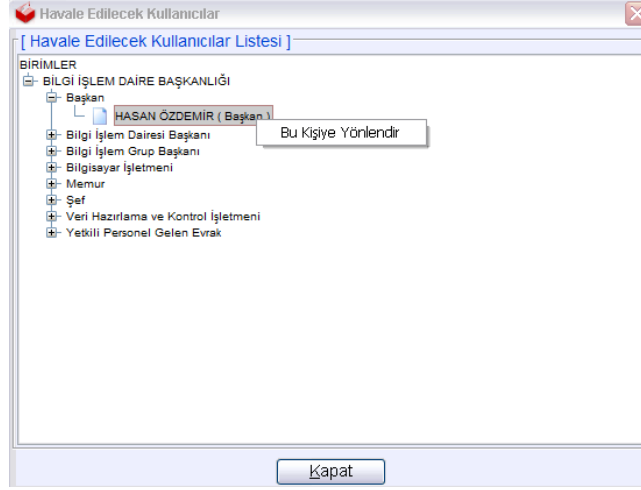 Havale Edilecek Kullanıcılar
[ Havale Edilecek Kullanıcılar Listesi ]
BİRİMLER
BİLGİ İŞLEM DAİRE BAŞKANLIĞI
Başkan
HASAN ÖZDEMİR ( Başkan )
Bu Kişiye Yönlendir
Bilgi İşlem Dairesi Başkanı
Bilgi İşlem Grup Başkanı
Bilgisayar İşletmeni
Memur
Şef
Veri Hazırlama ve Kontrol İşletmeni
Yetkili Personel Gelen Evrak
Kapat